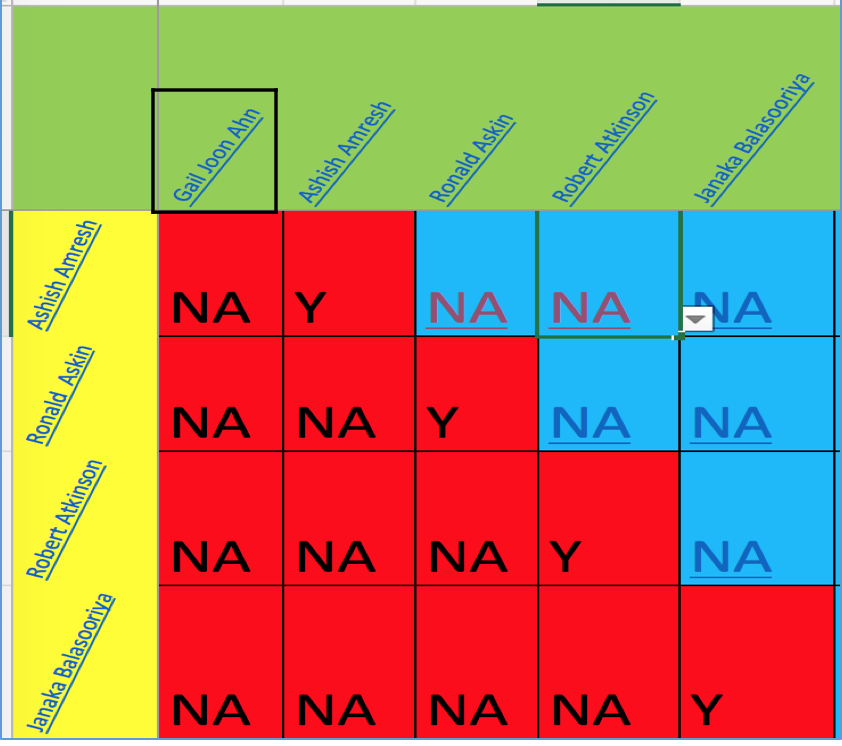 Gail Joon Ahn
Ashish Amresh
Ronald Askin
Robert Atkinson
Janaka Balasooriya
Ashish Amresh
NA Y NA NA NA
Ronald Askin
NA NA Y NA NA
Robert Atkinson
NA NA NA Y NA
Janaka Balasooriya
NA NA NA NA Y